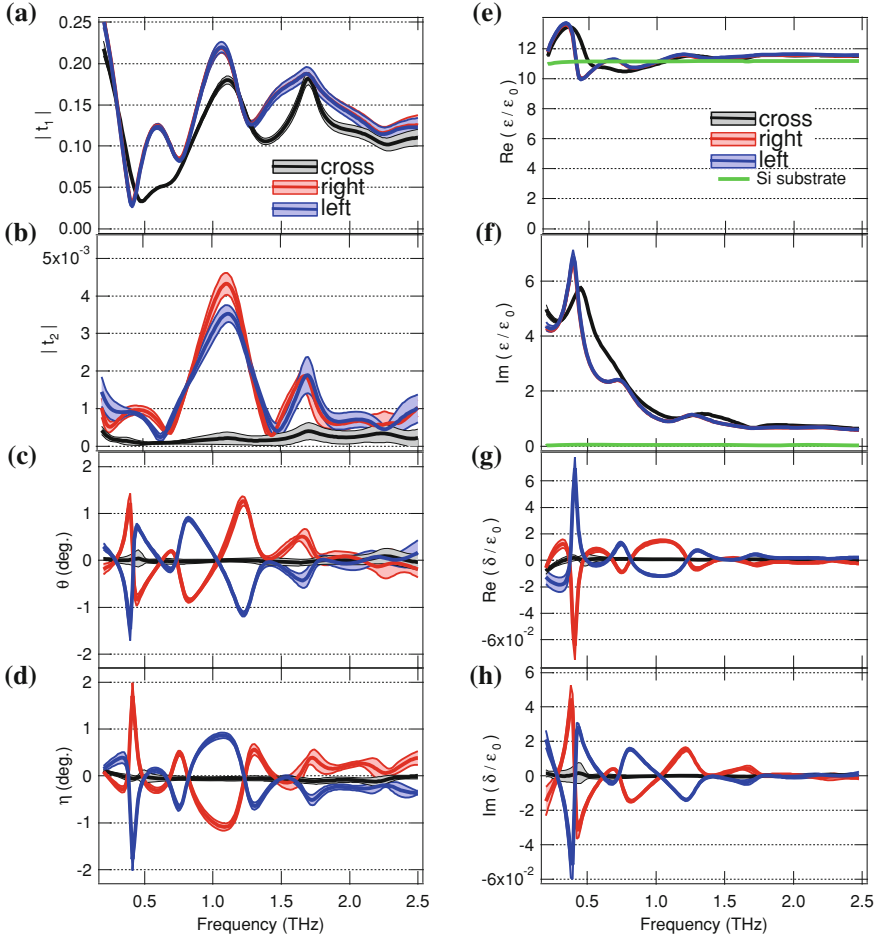 (a)
0.25
0.20
0.15
0.10
0.05
0.00
| t1 |
cross
right
left
(b)
5x10-3
4
3
2
1
0
| t2 |
(c)
2
1
0
-1
-2
θ (deg.)
(d)
2
1
0
-1
-2
η (deg.)
0.5 1.0 1.5 2.0 2.5
Frequency (THz)
(e)
12
10
8
6
4
2
0
Re ( ε / ε0 )
cross
right
left
Si substrate
(f)
6
4
2
0
Im ( ε / ε0 )
(g)
6
4
2
0
-2
-4
-6x10-2
Re ( δ / ε0 )
(h)
4
2
0
-2
-4
-6x10-2
Im ( δ / ε0 )
0.5 1.0 1.5 2.0 2.5
Frequency (THz)